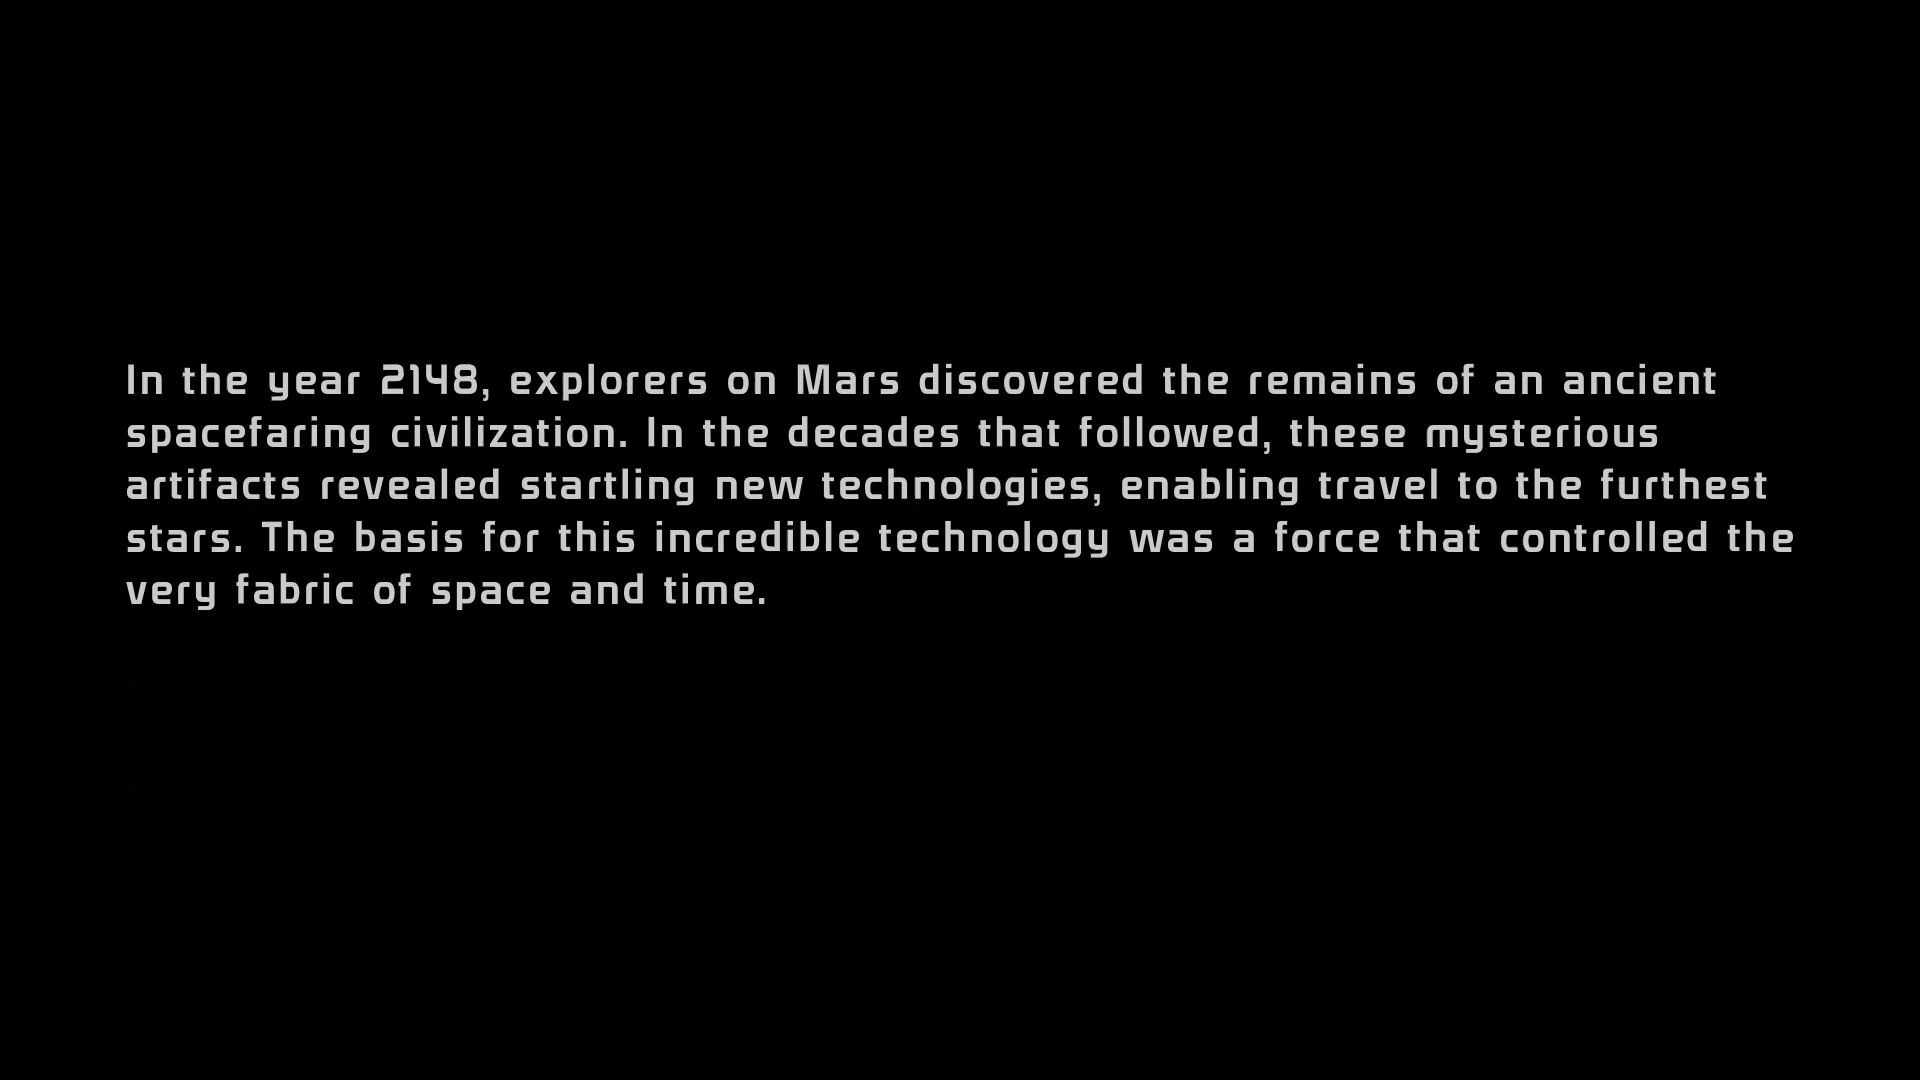 In the year 2148, explorers on Mars discovered the remains of an ancient
spacefaring civilization. In the decades that followed, these mysterious
artifacts revealed startling new technologies, enabling travel to the furthest
stars. The basis for this incredible technology was a force that controlled the
very fabric of space and time.